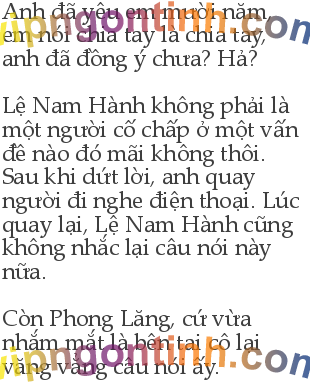 Anh đã yêu em mười năm,
em nói chia tay là chia tay,
anh đã đồng ý chưa? Hả?
Lệ Nam Hành không phải là
một người cố chấp ở một vấn
đề nào đó mãi không thôi.
Sau khi dứt lời, anh quay
người đi nghe điện thoại. Lúc
quay lại, Lệ Nam Hành cũng
không nhắc lại câu nói này
nữa.
Còn Phong Lăng, cứ vừa
nhắm mắt là bên tai cô lại
văng vẳng câu nói ấy.
vipngontinh.com